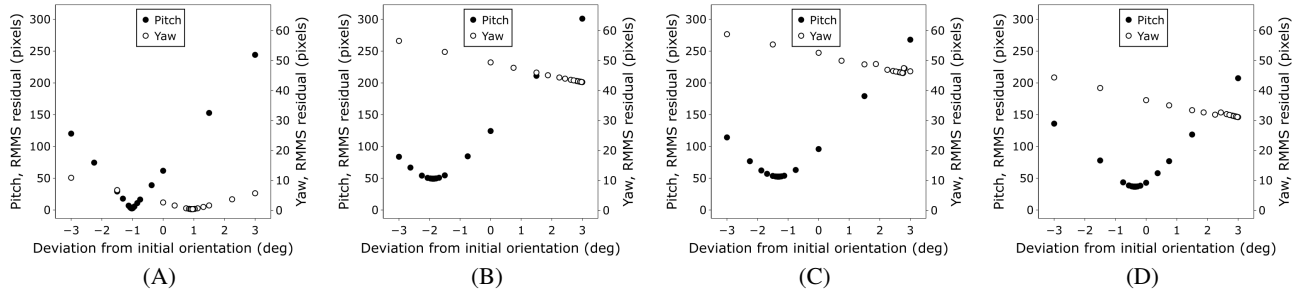 300
250
200
150
100
50
0
Pitch, RMMS residual (pixels)
Pitch
Yaw
60
50
40
30
20
10
0
Yaw, RMMS residual (pixels)
−3 −2 −1 0 1 2 3
Deviation from initial orientation (deg)
(A)
300
250
200
150
100
50
0
Pitch, RMMS residual (pixels)
Pitch
Yaw
60
50
40
30
20
10
0
Yaw, RMMS residual (pixels)
−3 −2 −1 0 1 2 3
Deviation from initial orientation (deg)
(B)
300
250
200
150
100
50
0
Pitch, RMMS residual (pixels)
Pitch
Yaw
60
50
40
30
20
10
0
Yaw, RMMS residual (pixels)
−3 −2 −1 0 1 2 3
Deviation from initial orientation (deg)
(C)
300
250
200
150
100
50
0
Pitch, RMMS residual (pixels)
Pitch
Yaw
60
50
40
30
20
10
0
Yaw, RMMS residual (pixels)
−3 −2 −1 0 1 2 3
Deviation from initial orientation (deg)
(D)